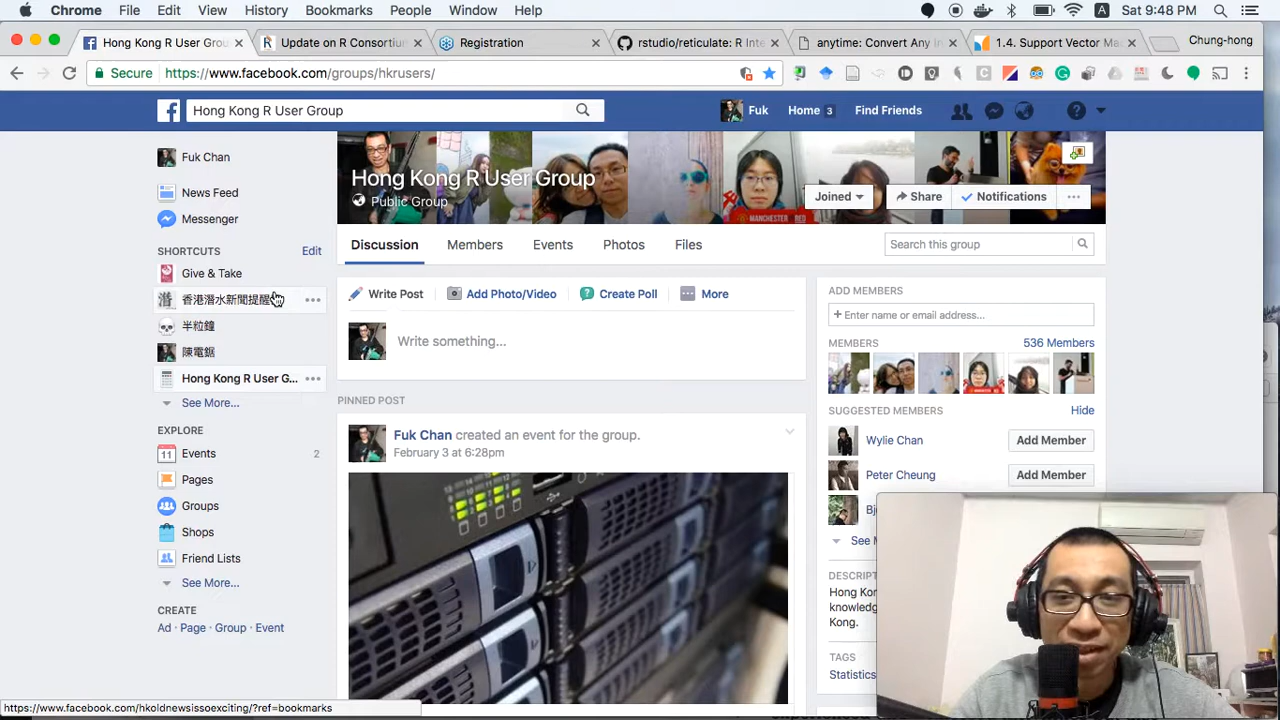 Chrome File Edit View History Bookmarks People Window Help A Sat 9:48 PM
Hong Kong R User Grou × Update on R Consortium × Registration × rstudio/reticulate: R Inte × anytime: Convert Any In × 1.4. Support Vector Ma × Chung-hong
Secure https://www.facebook.com/groups/hkrusers/
Hong Kong R User Group Fuk Home 3 Find Friends
Fuk Chan
News Feed
Messenger
SHORTCUTS Edit
Give & Take
香港潛水新聞提醒
半粒鐘
陳電鋸
Hong Kong R User G...
See More...
EXPLORE
Events 2
Pages
Groups
Shops
Friend Lists
See More...
CREATE
Ad · Page · Group · Event
Hong Kong R User Group
Public Group
MANCHESTER RED
Joined Share Notifications
Discussion Members Events Photos Files Search this group
Write Post Add Photo/Video Create Poll More
Write something...
PINNED POST
Fuk Chan created an event for the group.
February 3 at 6:28pm
ADD MEMBERS
+ Enter name or email address...
MEMBERS 536 Members
SUGGESTED MEMBERS Hide
Wylie Chan Add Member
Peter Cheung Add Member
See
DESCRIPT
Hong Kon
knowledg
Kong.
TAGS
Statistics
https://www.facebook.com/hkoldnewsissoexciting/?ref=bookmarks